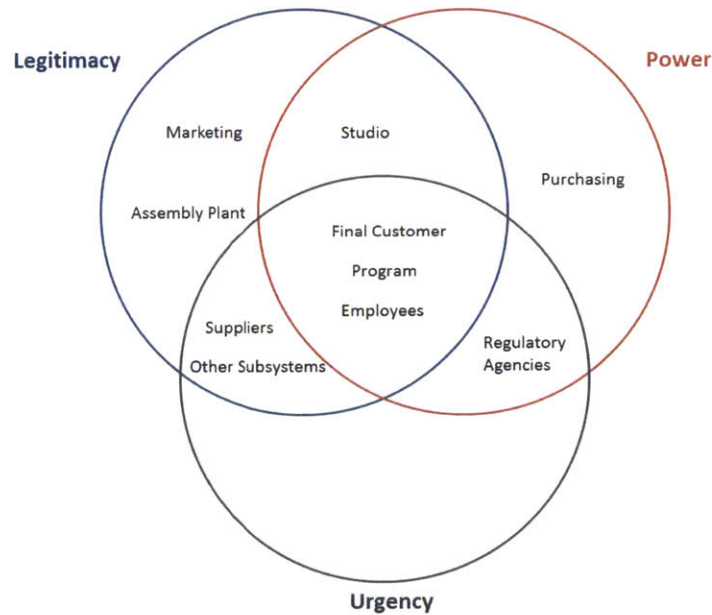 Legitimacy
Power
Marketing
Studio
Purchasing
Assembly Plant
Final Customer
Program
Employees
Suppliers
Other Subsystems
Regulatory
Agencies
Urgency